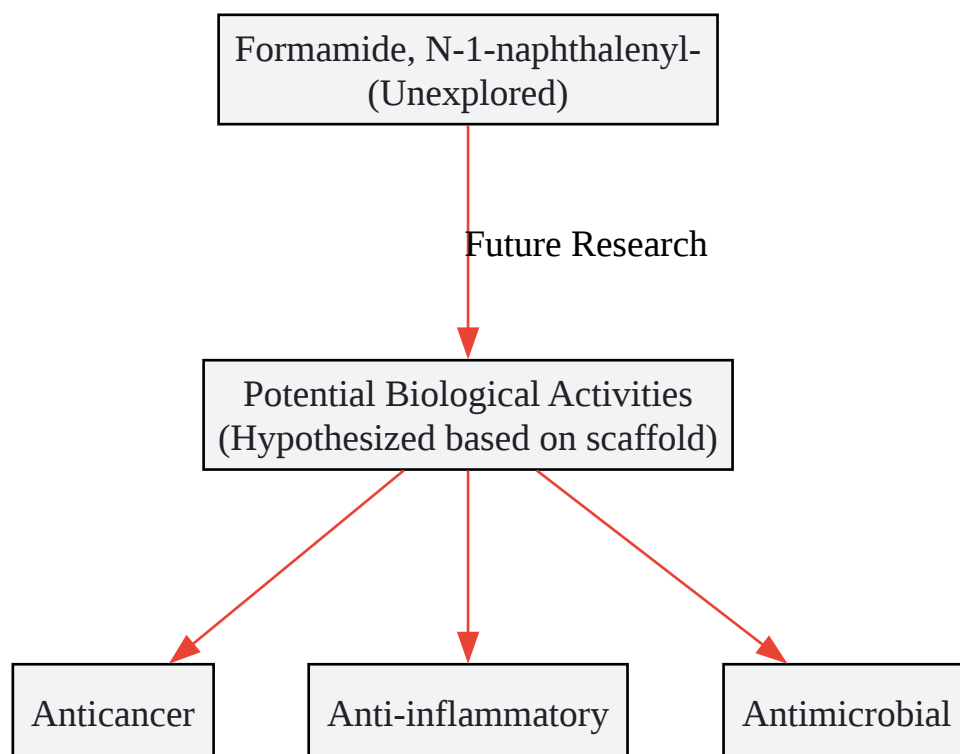 Formamide, N-1-naphthalenyl-
(Unexplored)
Future Research
Potential Biological Activities
(Hypothesized based on scaffold)
Anticancer
Anti-inflammatory
Antimicrobial